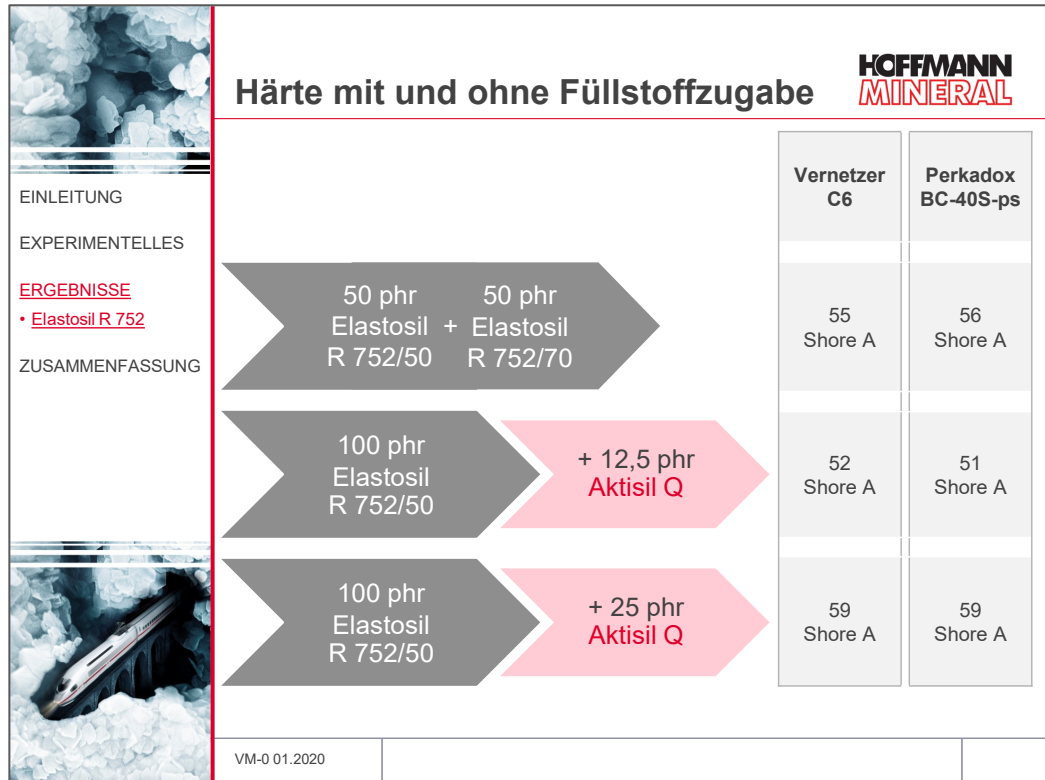 Härte mit und ohne Füllstoffzugabe
HOFFMANN
MINERAL
EINLEITUNG
EXPERIMENTELLES
ERGEBNISSE
• Elastosil R 752
ZUSAMMENFASSUNG
Vernetzer
C6
Perkadox
BC-40S-ps
50 phr
Elastosil
R 752/50
+
50 phr
Elastosil
R 752/70
55
Shore A
56
Shore A
100 phr
Elastosil
R 752/50
+ 12,5 phr
Aktisil Q
52
Shore A
51
Shore A
100 phr
Elastosil
R 752/50
+ 25 phr
Aktisil Q
59
Shore A
59
Shore A
VM-0 01.2020